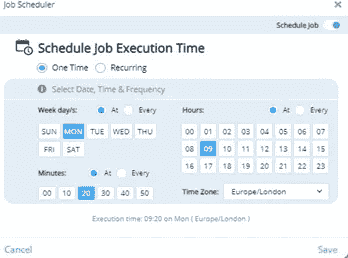 Job Scheduler
Schedule Job
Schedule Job Execution Time
One Time Recurring
Select Date, Time & Frequency
Week day/s: At Every
SUN MON TUE WED THU
FRI SAT
Minutes: At Every
00 10 20 30 40 50
Hours: At Every
00 01 02 03 04 05 06 07
08 09 10 11 12 13 14 15
16 17 18 19 20 21 22 23
Time Zone: Europe/London
Execution time: 09:20 on Mon ( Europe/London )
Cancel Save